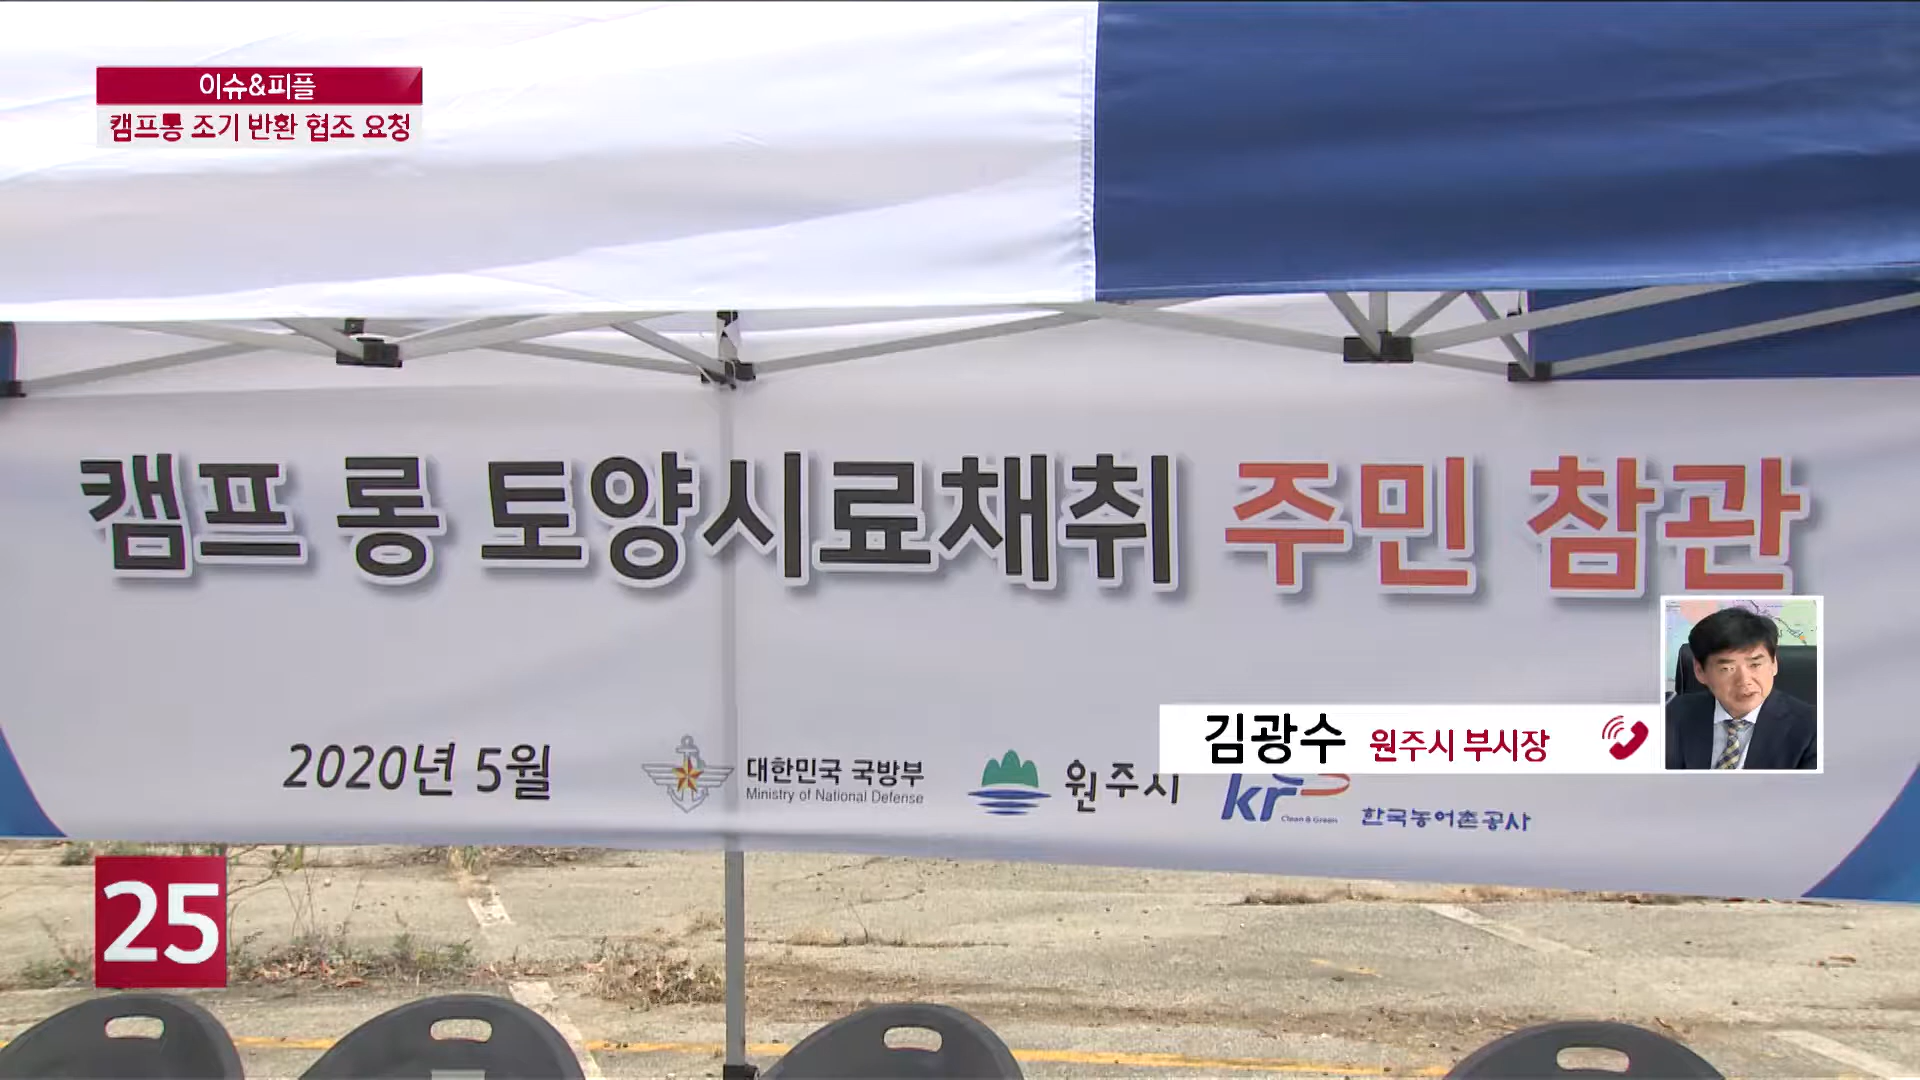 이슈&피플
캠프롱 조기 반환 협조 요청
캠프 롱 토양시료채취 주민 참관
김광수 원주시 부시장
2020년 5월
대한민국 국방부
Ministry of National Defense
원주시
kr
Clean & Green
한국농어촌공사
25